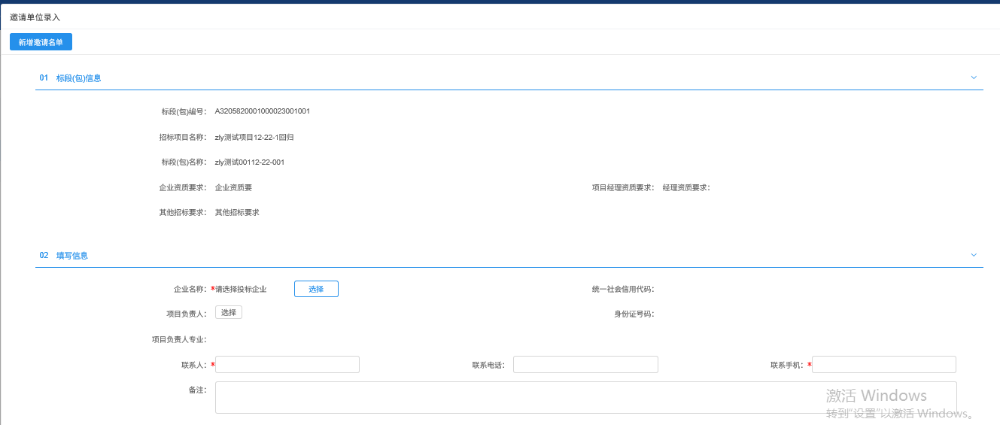 邀请单位录入
新增邀请名单
01 标段(包)信息
标段(包)编号： A3205820001000023001001
招标项目名称： zly测试项目12-22-1回归
标段(包)名称： zly测试00112-22-001
企业资质要求： 企业资质要 项目经理资质要求： 经理资质要求：
其他招标要求： 其他招标要求
02 填写信息
企业名称：*请选择投标企业 选择 统一社会信用代码：
项目负责人： 选择 身份证号码：
项目负责人专业：
联系人：* 联系电话： 联系手机：*
备注：
激活 Windows
转到“设置”以激活 Windows。